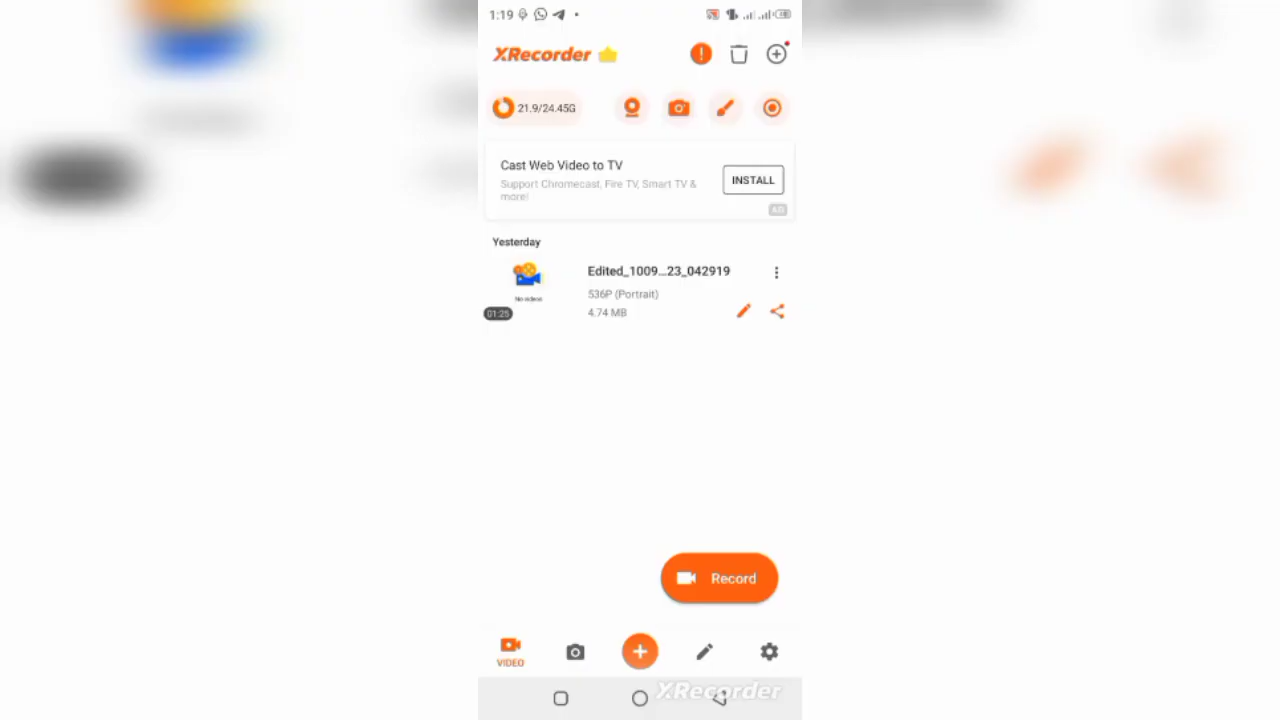 1:19
XRecorder
21.9/24.45G
Cast Web Video to TV
Support Chromecast, Fire TV, Smart TV &
more!
INSTALL
AD
Yesterday
Edited_1009...23_042919
No videos
536P (Portrait)
01:25
4.74 MB
Record
VIDEO
XRecorder